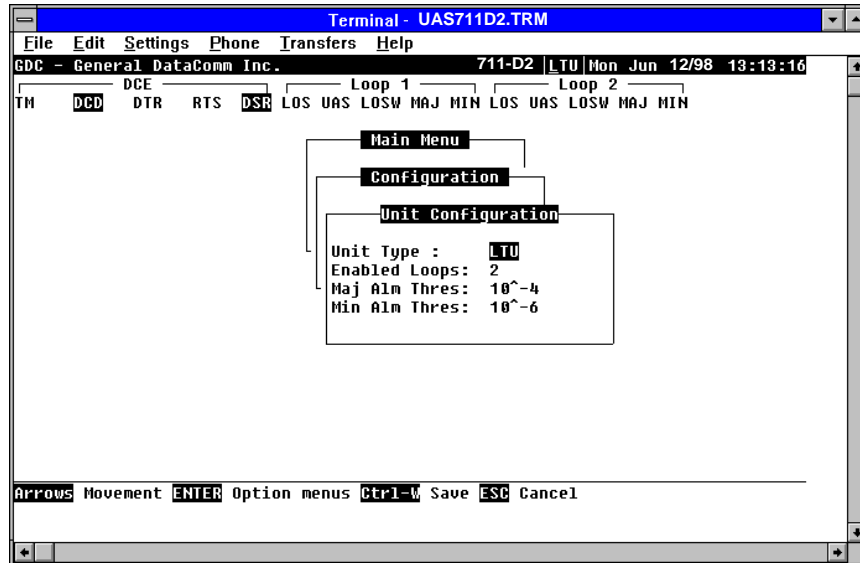 Terminal - UAS711D2.TRM
File Edit Settings Phone Transfers Help
GDC - General DataComm Inc. 711-D2 |LTU|Mon Jun 12/98 13:13:16
DCE Loop 1 Loop 2
TM DCD DTR RTS DSR LOS UAS LOSW MAJ MIN LOS UAS LOSW MAJ MIN
Main Menu
Configuration
Unit Configuration
Unit Type : LTU
Enabled Loops: 2
Maj Alm Thres: 10^-4
Min Alm Thres: 10^-6
Arrows Movement ENTER Option menus Ctrl-W Save ESC Cancel